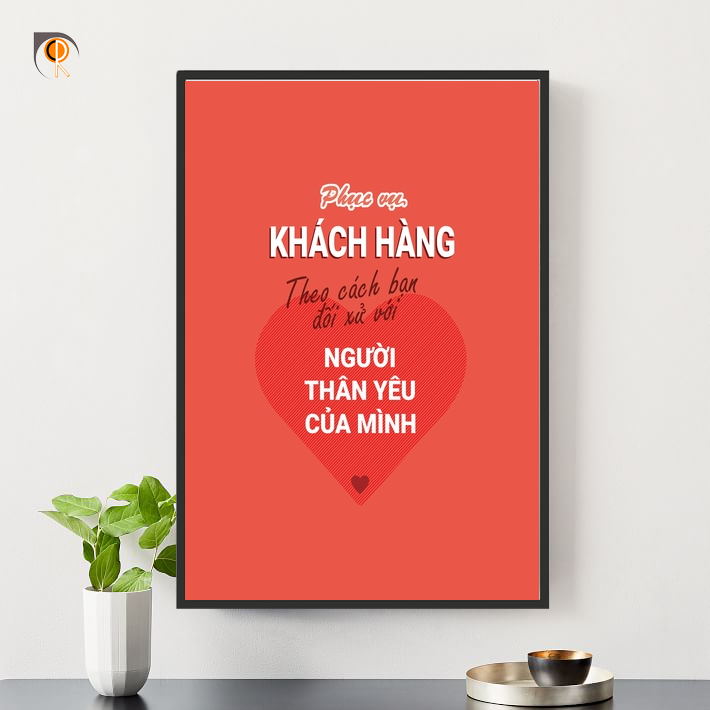 Phục vụ
KHÁCH HÀNG
Theo cách bạn
đối xử với
NGƯỜI
THÂN YÊU
CỦA MÌNH